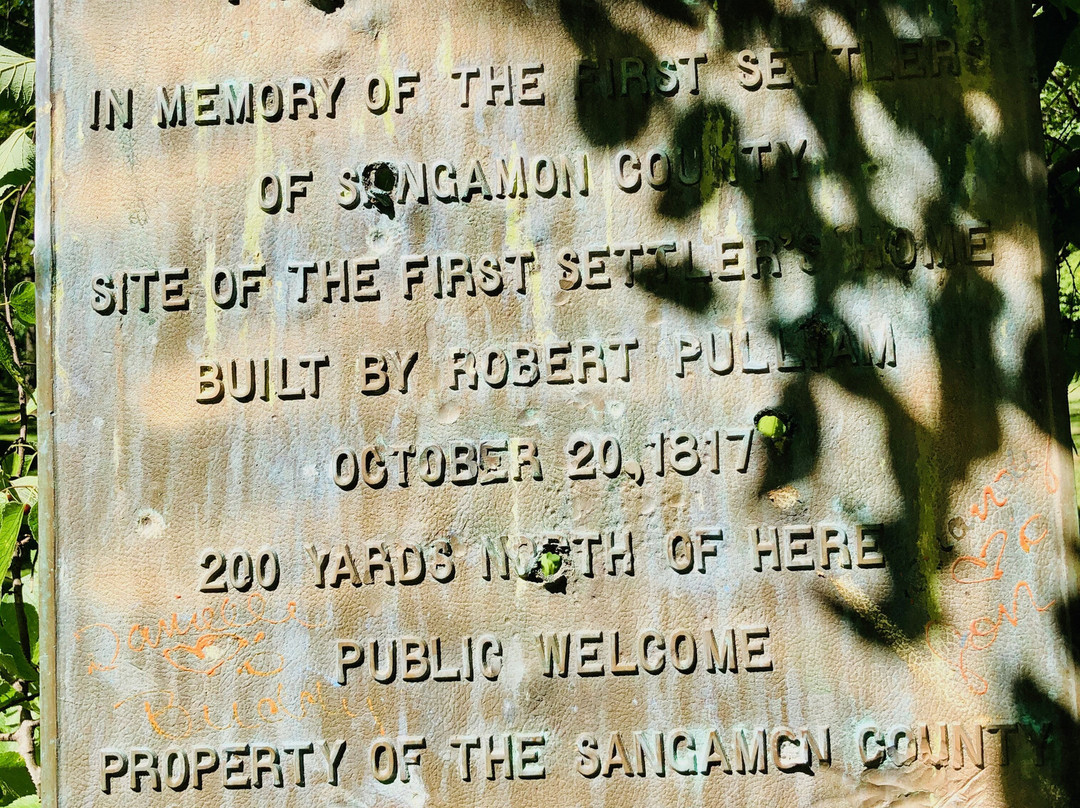 IN MEMORY OF THE FIRST SETTLERS
OF SANGAMON COUNTY
SITE OF THE FIRST SETTLER'S HOME
BUILT BY ROBERT PULLIAM
OCTOBER 20, 1817
200 YARDS NORTH OF HERE
Danielle
PUBLIC WELCOME
PROPERTY OF THE SANGAMON COUNTY